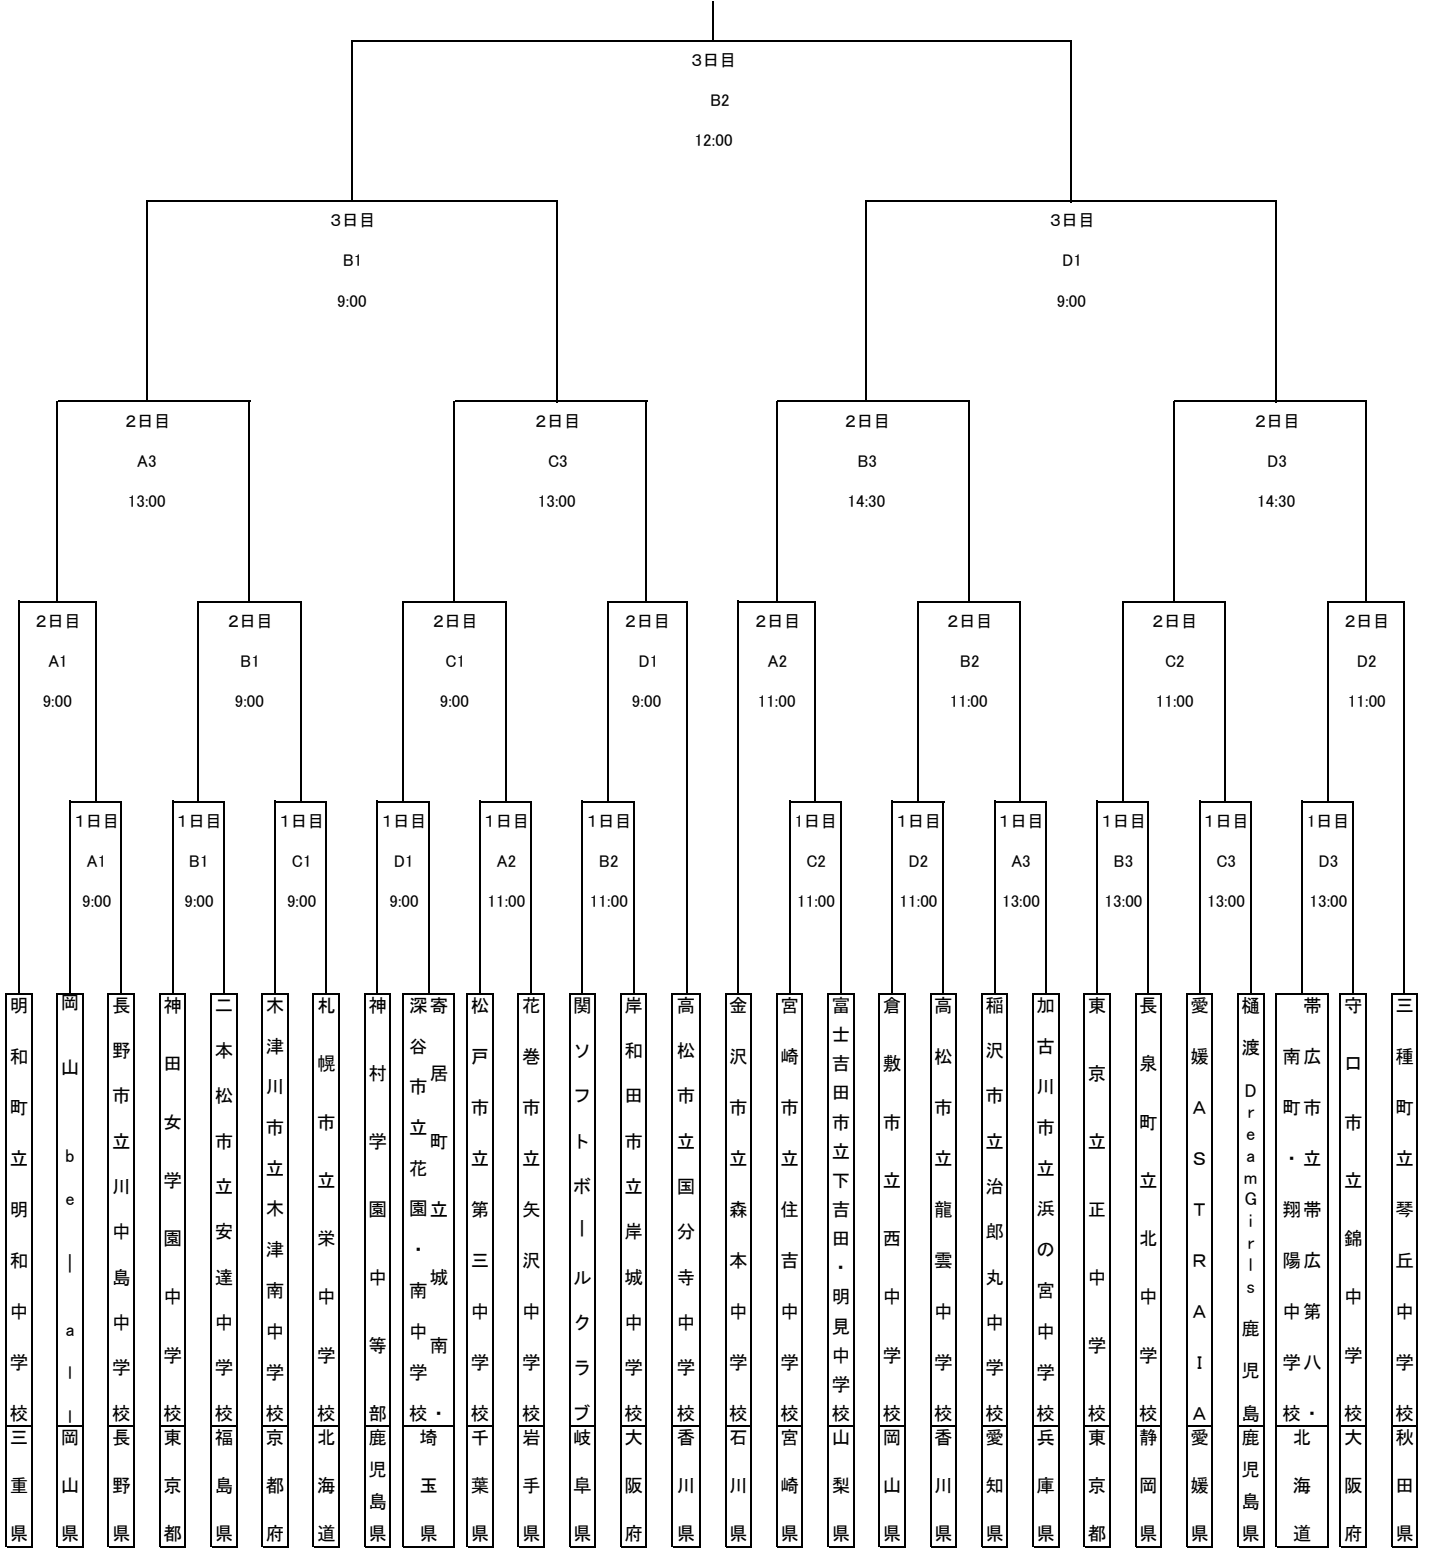 3日目
B2
12:00
3日目
3日目
B1
D1
9:00
9:00
2日目
2日目
2日目
2日目
A3
C3
B3
D3
13:00
13:00
14:30
14:30
2日目
2日目
2日目
2日目
2日目
2日目
2日目
2日目
A1
B1
C1
D1
A2
B2
C2
D2
9:00
9:00
9:00
9:00
11:00
11:00
11:00
11:00
1日目
1日目
1日目
1日目
1日目
1日目
1日目
1日目
1日目
1日目
1日目
1日目
A1
B1
C1
D1
A2
B2
C2
D2
A3
B3
C3
D3
9:00
9:00
9:00
9:00
11:00
11:00
11:00
11:00
13:00
13:00
13:00
13:00
明和町立明和中学校
三重県
岡山be|all
岡山県
長野市立川中島中学校
長野県
神田女学園中学校
東京都
二本松市立安達中学校
福島県
木津川市立木津南中学校
京都府
札幌市立栄中学校
北海道
神村学園中等部
鹿児島県
寄居町立城南・
深谷市立花園・南中学校
埼玉県
松戸市立第三中学校
千葉県
花巻市立矢沢中学校
岩手県
関ソフトボールクラブ
岐阜県
岸和田市立岸城中学校
大阪府
高松市立国分寺中学校
香川県
金沢市立森本中学校
石川県
宮崎市立住吉中学校
宮崎県
富士吉田市立下吉田・明見中学校
山梨県
倉敷市立西中学校
岡山県
高松市立龍雲中学校
香川県
稲沢市立治郎丸中学校
愛知県
加古川市立浜の宮中学校
兵庫県
東京立正中学校
東京都
長泉町立北中学校
静岡県
愛媛ASTRAIA
愛媛県
樋渡DreamGirls鹿児島
鹿児島県
帯広市立帯広第八・
南町・翔陽中学校
北海道
守口市立錦中学校
大阪府
三種町立琴丘中学校
秋田県